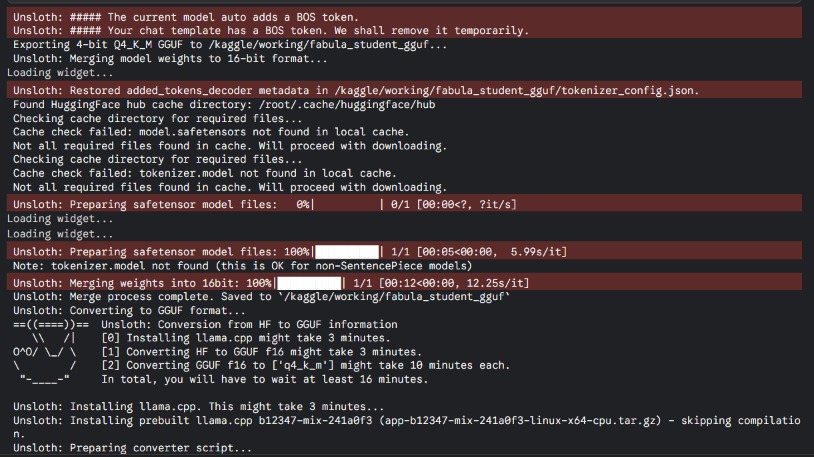 Unsloth: ##### The current model auto adds a BOS token.
Unsloth: ##### Your chat template has a BOS token. We shall remove it temporarily.
Exporting 4-bit Q4_K_M GGUF to /kaggle/working/fabula_student_gguf...
Unsloth: Merging model weights to 16-bit format...
Loading widget...
Unsloth: Restored added_tokens_decoder metadata in /kaggle/working/fabula_student_gguf/tokenizer_config.json.
Found HuggingFace hub cache directory: /root/.cache/huggingface/hub
Checking cache directory for required files...
Cache check failed: model.safetensors not found in local cache.
Not all required files found in cache. Will proceed with downloading.
Checking cache directory for required files...
Cache check failed: tokenizer.model not found in local cache.
Not all required files found in cache. Will proceed with downloading.
Unsloth: Preparing safetensor model files:   0%|          | 0/1 [00:00<?, ?it/s]
Loading widget...
Loading widget...
Unsloth: Preparing safetensor model files: 100%|██████████| 1/1 [00:05<00:00,  5.99s/it]
Note: tokenizer.model not found (this is OK for non-SentencePiece models)
Unsloth: Merging weights into 16bit: 100%|██████████| 1/1 [00:12<00:00, 12.25s/it]
Unsloth: Merge process complete. Saved to `/kaggle/working/fabula_student_gguf`
Unsloth: Converting to GGUF format...
==((====))==  Unsloth: Conversion from HF to GGUF information
   \\   /|    [0] Installing llama.cpp might take 3 minutes.
O^O/ \_/ \    [1] Converting HF to GGUF f16 might take 3 minutes.
\        /    [2] Converting GGUF f16 to ['q4_k_m'] might take 10 minutes each.
 "-____-"     In total, you will have to wait at least 16 minutes.
Unsloth: Installing llama.cpp. This might take 3 minutes...
Unsloth: Installing prebuilt llama.cpp b12347-mix-241a0f3 (app-b12347-mix-241a0f3-linux-x64-cpu.tar.gz) - skipping compilatio
n.
Unsloth: Preparing converter script...